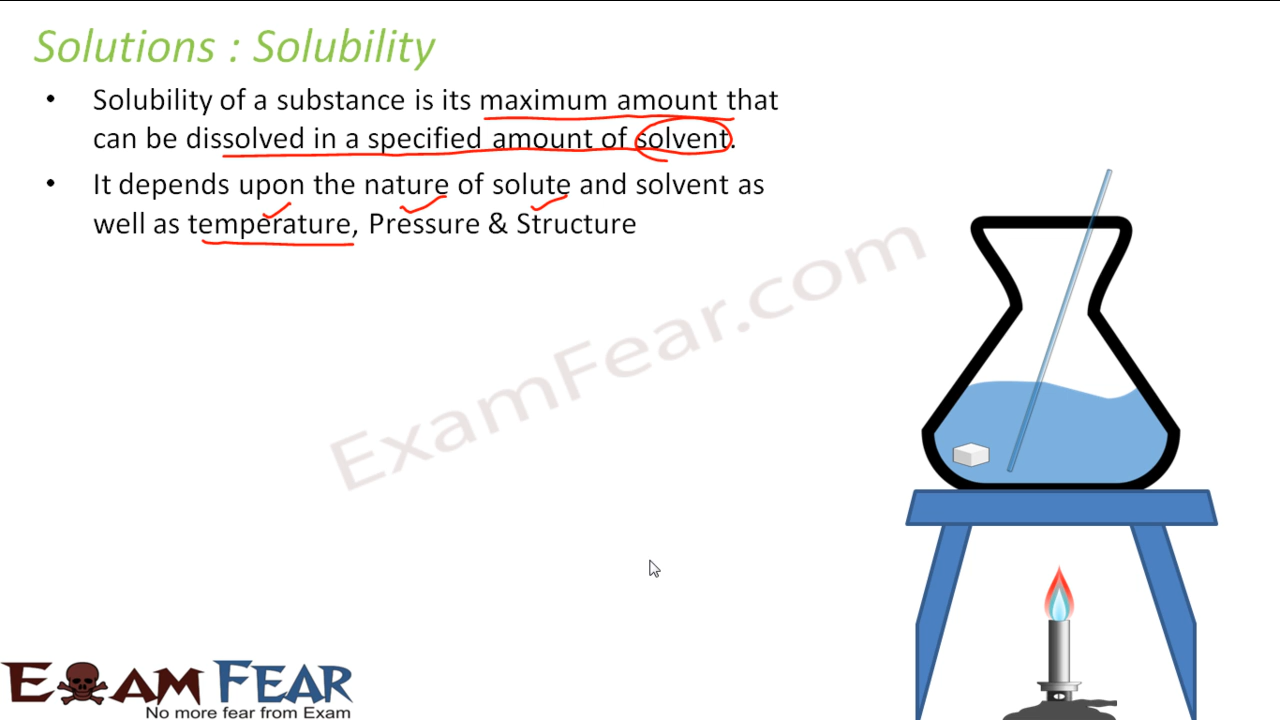 Solutions : Solubility
• Solubility of a substance is its maximum amount that
can be dissolved in a specified amount of solvent.
• It depends upon the nature of solute and solvent as
well as temperature, Pressure & Structure
ExamFear.com
EXAM FEAR
No more fear from Exam